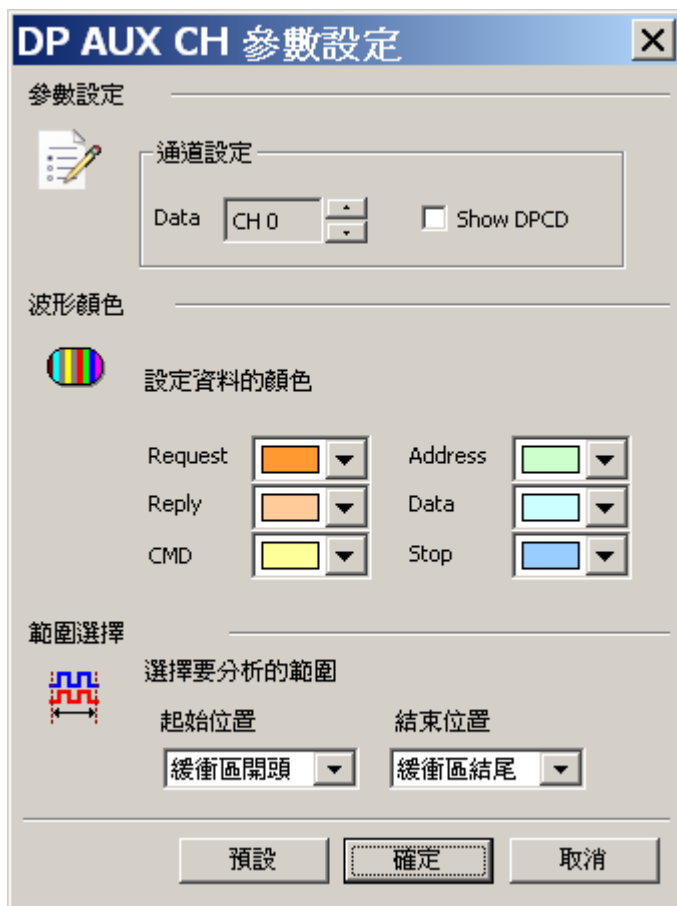 DP AUX CH 參數設定
參數設定
通道設定
Data CH 0 Show DPCD
波形顏色
設定資料的顏色
Request Address
Reply Data
CMD Stop
範圍選擇
選擇要分析的範圍
起始位置 結束位置
緩衝區開頭 緩衝區結尾
預設 確定 取消